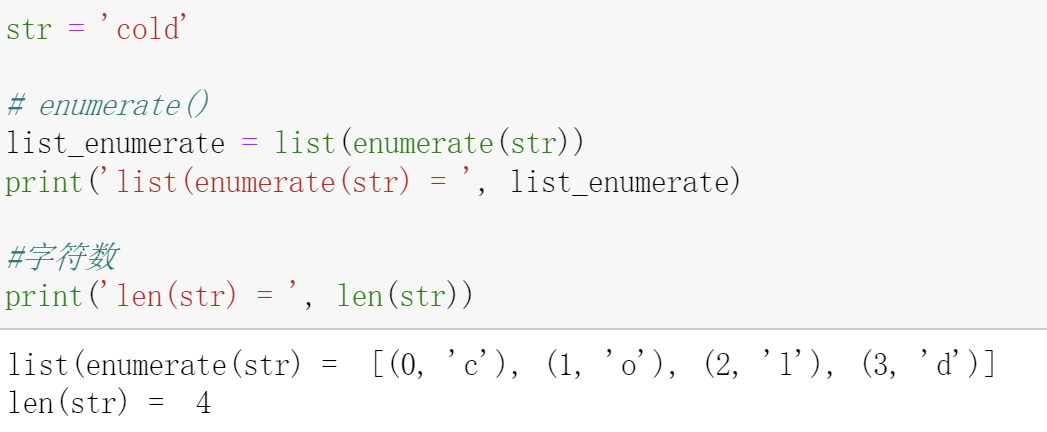 str = 'cold'
# enumerate()
list_enumerate = list(enumerate(str))
print('list(enumerate(str) = ', list_enumerate)
#字符数
print('len(str) = ', len(str))
list(enumerate(str) =  [(0, 'c'), (1, 'o'), (2, 'l'), (3, 'd')]
len(str) =  4